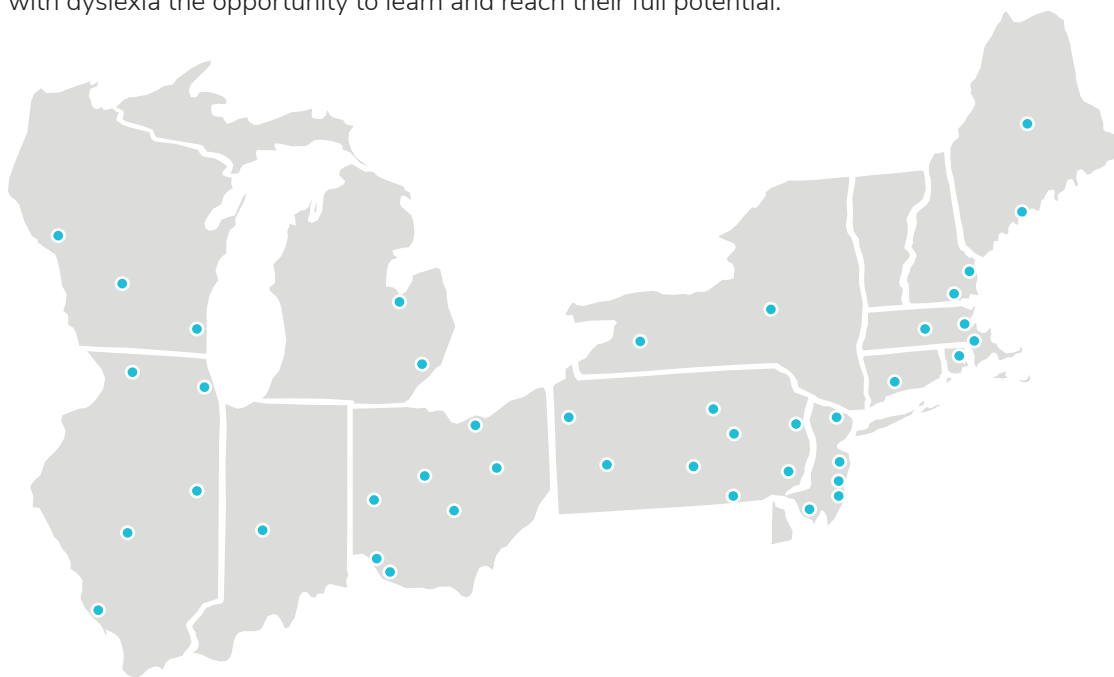 with dyslexia the opportunity to learn and reach their full potential.